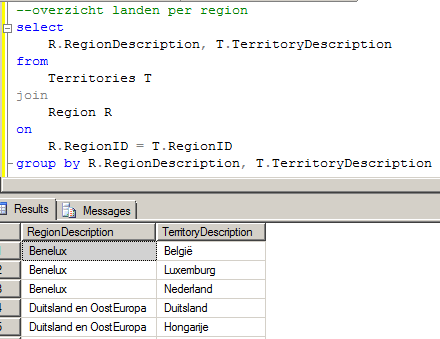 --overzicht landen per region
select
R.RegionDescription, T.TerritoryDescription
from
Territories T
join
Region R
on
R.RegionID = T.RegionID
group by R.RegionDescription, T.TerritoryDescription
Results Messages
RegionDescription TerritoryDescription
1 Benelux België
2 Benelux Luxemburg
3 Benelux Nederland
4 Duitsland en OostEuropa Duitsland
5 Duitsland en OostEuropa Hongarije